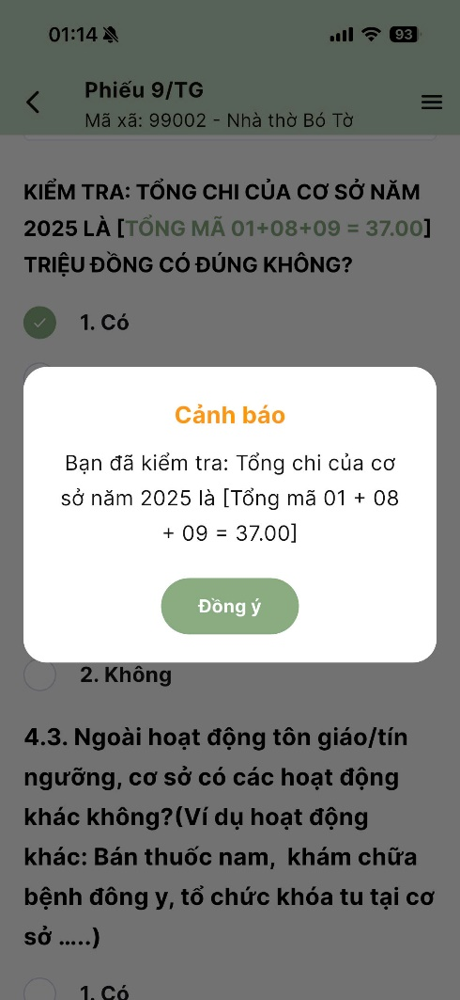 01:14
93
Phiếu 9/TG
Mã xã: 99002 - Nhà thờ Bó Tờ
KIỂM TRA: TỔNG CHI CỦA CƠ SỞ NĂM
2025 LÀ [TỔNG MÃ 01+08+09 = 37.00]
TRIỆU ĐỒNG CÓ ĐÚNG KHÔNG?
1. Có
Cảnh báo
Bạn đã kiểm tra: Tổng chi của cơ
sở năm 2025 là [Tổng mã 01 + 08
+ 09 = 37.00]
Đồng ý
2. Không
4.3. Ngoài hoạt động tôn giáo/tín
ngưỡng, cơ sở có các hoạt động
khác không?(Ví dụ hoạt động
khác: Bán thuốc nam,  khám chữa
bệnh đông y, tổ chức khóa tu tại cơ
sở .....)
1. Có